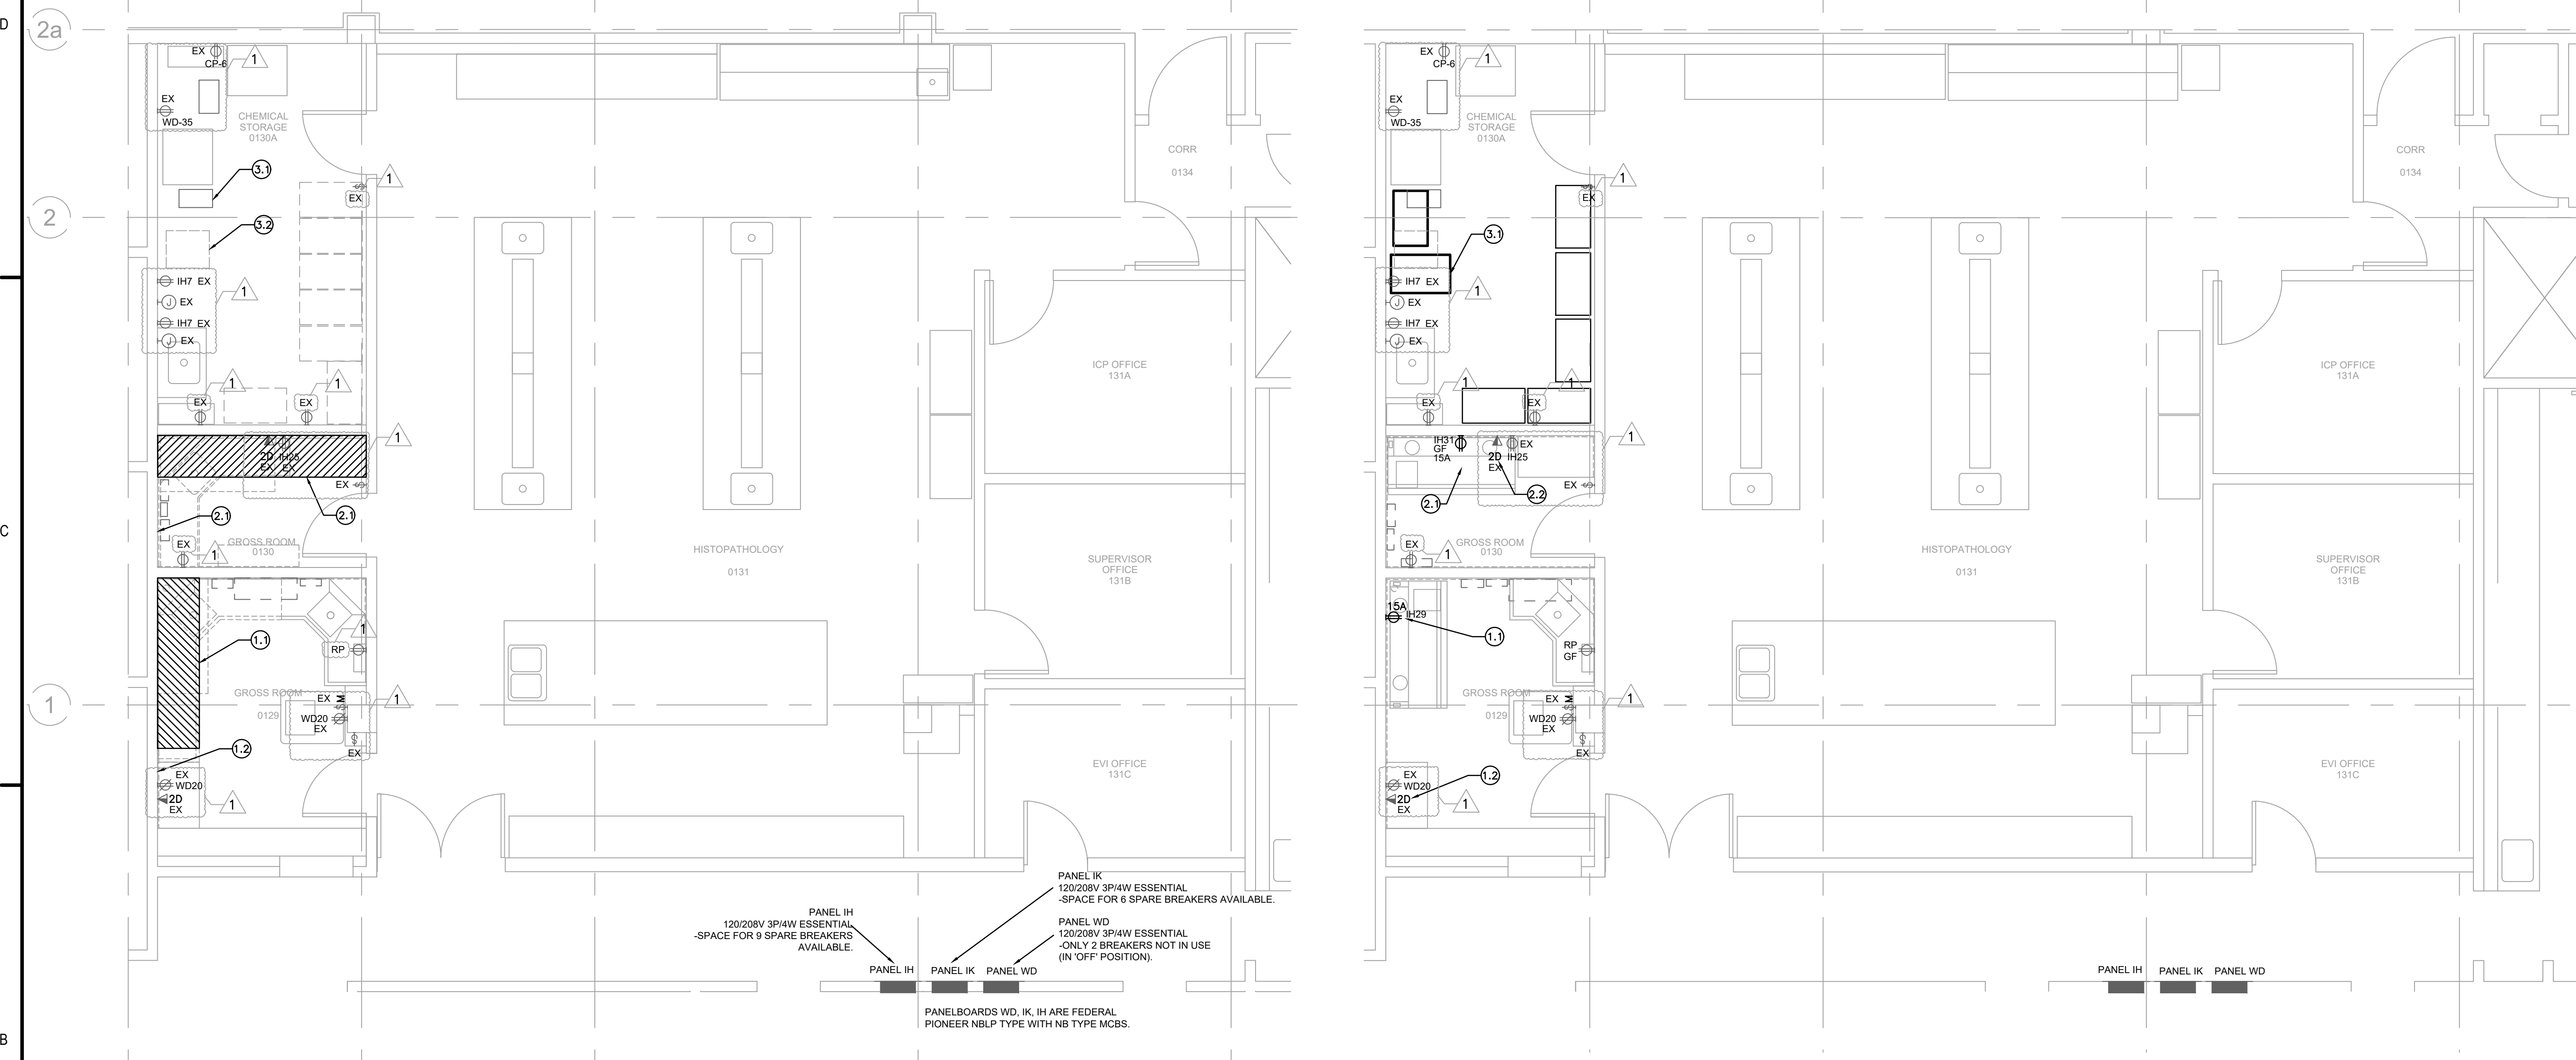 D
2a
EX
CP-6
1
EX
WD-35
CHEMICAL
STORAGE
0130A
3.1
1
EX
2
3.2
IH7 EX
J EX
1
IH7 EX
J EX
1
1
EX
EX
1
2D IH25
EX EX
EX
2.1
2.1
C
EX
1
GROSS ROOM
0130
1.1
1
RP
GROSS ROOM
0129
EX
M
1
WD20
EX
EX
1
1.2
EX
WD20
2D
EX
1
CORR
0134
ICP OFFICE
131A
HISTOPATHOLOGY
0131
SUPERVISOR
OFFICE
131B
EVI OFFICE
131C
PANEL IK
120/208V 3P/4W ESSENTIAL
-SPACE FOR 6 SPARE BREAKERS AVAILABLE.
PANEL IH
120/208V 3P/4W ESSENTIAL
-SPACE FOR 9 SPARE BREAKERS
AVAILABLE.
PANEL WD
120/208V 3P/4W ESSENTIAL
-ONLY 2 BREAKERS NOT IN USE
(IN 'OFF' POSITION).
PANEL IH
PANEL IK
PANEL WD
PANELBOARDS WD, IK, IH ARE FEDERAL
PIONEER NBLP TYPE WITH NB TYPE MCBS.
B
EX
CP-6
1
EX
WD-35
CHEMICAL
STORAGE
0130A
1
EX
3.1
IH7 EX
J EX
1
IH7 EX
J EX
1
1
EX
EX
IH31
GF
15A
2D IH25
EX
EX
1
EX
2.1
2.2
EX
1
GROSS ROOM
0130
15A
IH29
1.1
RP
GF
GROSS ROOM
0129
EX
M
1
WD20
EX
EX
EX
WD20
1.2
2D
EX
1
CORR
0134
ICP OFFICE
131A
HISTOPATHOLOGY
0131
SUPERVISOR
OFFICE
131B
EVI OFFICE
131C
PANEL IH
PANEL IK
PANEL WD